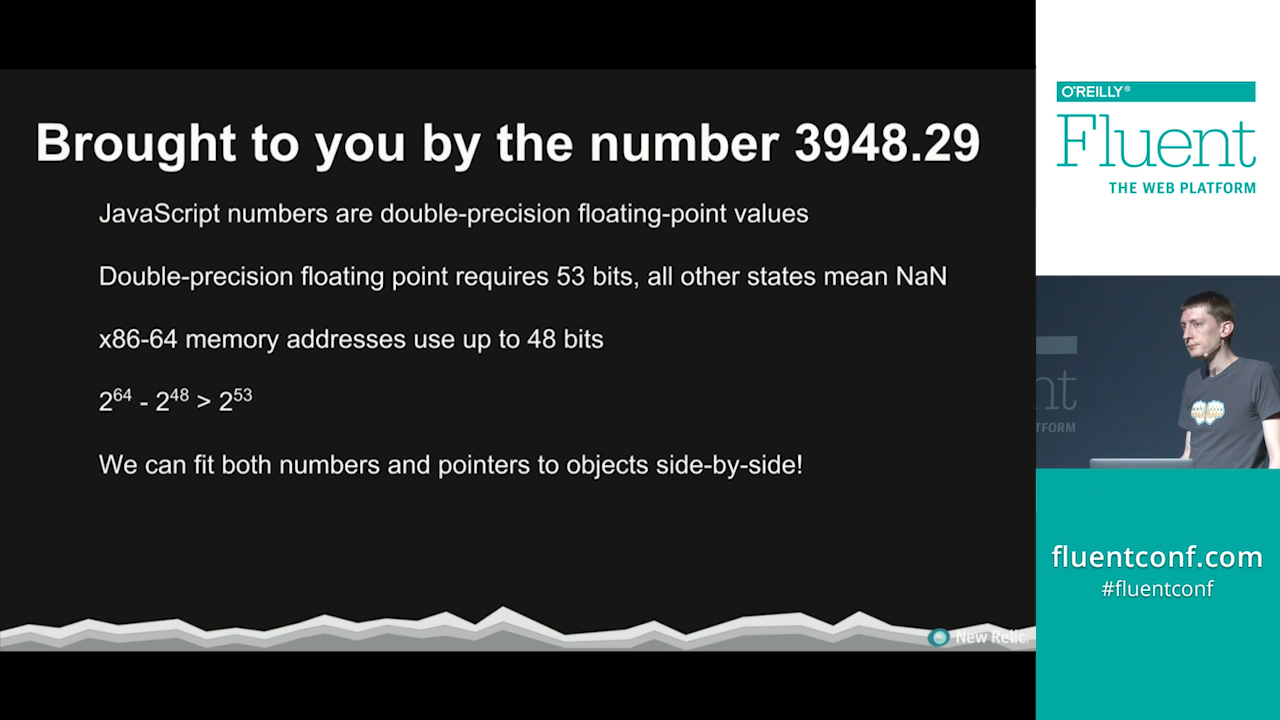 Brought to you by the number 3948.29
JavaScript numbers are double-precision floating-point values
Double-precision floating point requires 53 bits, all other states mean NaN
x86-64 memory addresses use up to 48 bits
2⁶⁴ - 2⁴⁸ > 2⁵³
We can fit both numbers and pointers to objects side-by-side!
New Relic
O'REILLY®
Fluent
THE WEB PLATFORM
nt
TFORM
fluentconf.com
#fluentconf